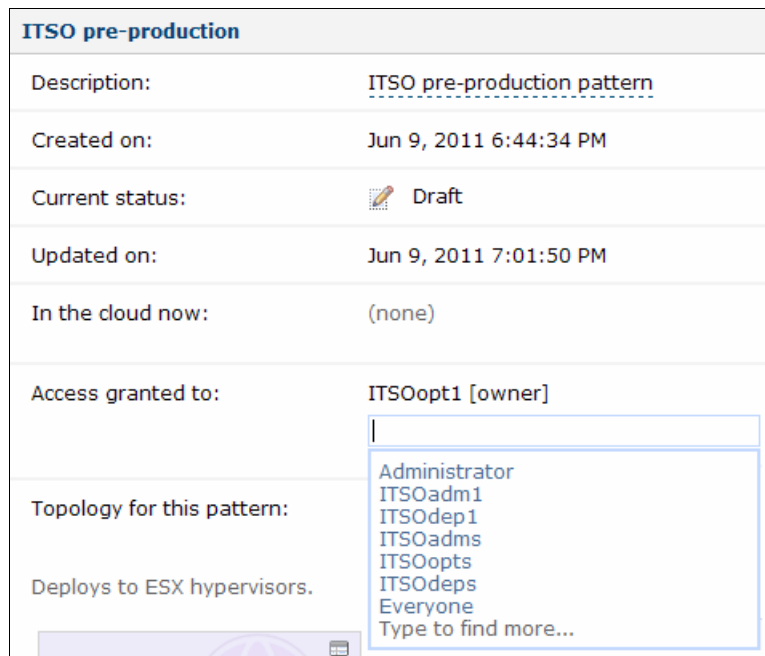 ITSO pre-production
Description: ITSO pre-production pattern
Created on: Jun 9, 2011 6:44:34 PM
Current status: Draft
Updated on: Jun 9, 2011 7:01:50 PM
In the cloud now: (none)
Access granted to: ITSOopt1 [owner]
Administrator
ITSOadm1
ITSOdep1
ITSOadms
ITSOopts
ITSOdeps
Everyone
Type to find more...
Topology for this pattern:
Deploys to ESX hypervisors.